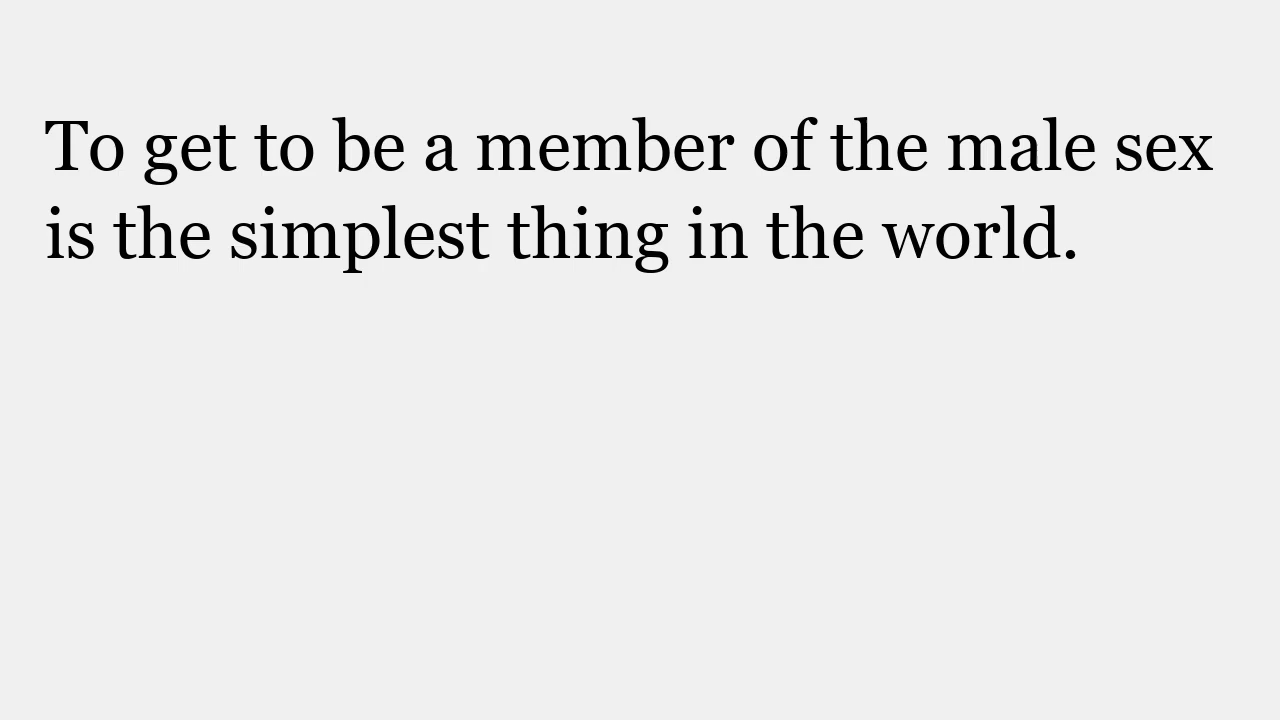 To get to be a member of the male sex
is the simplest thing in the world.